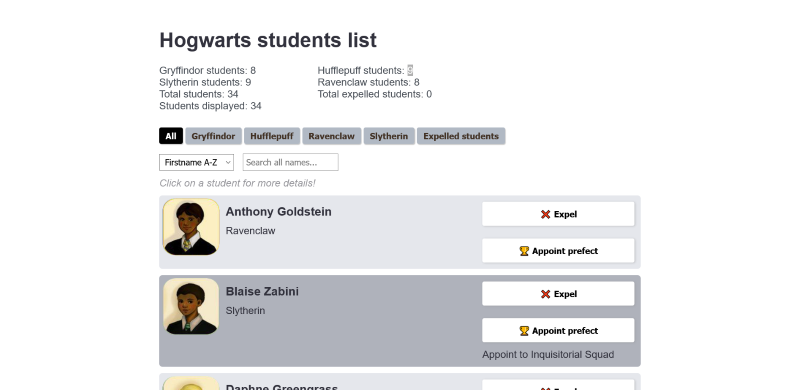 Hogwarts students list
Gryffindor students: 8
Hufflepuff students:
Slytherin students: 9
Ravenclaw students: 8
Total students: 34
Total expelled students: 0
Students displayed: 34
All
Gryffindor
Hufflepuff
Ravenclaw
Slytherin
Expelled students
Firstname A-Z
Search all names...
Click on a student for more details!
Anthony Goldstein
Ravenclaw
Expel
Appoint prefect
Blaise Zabini
Slytherin
Expel
Appoint prefect
Appoint to Inquisitorial Squad
Daphne Greengrass